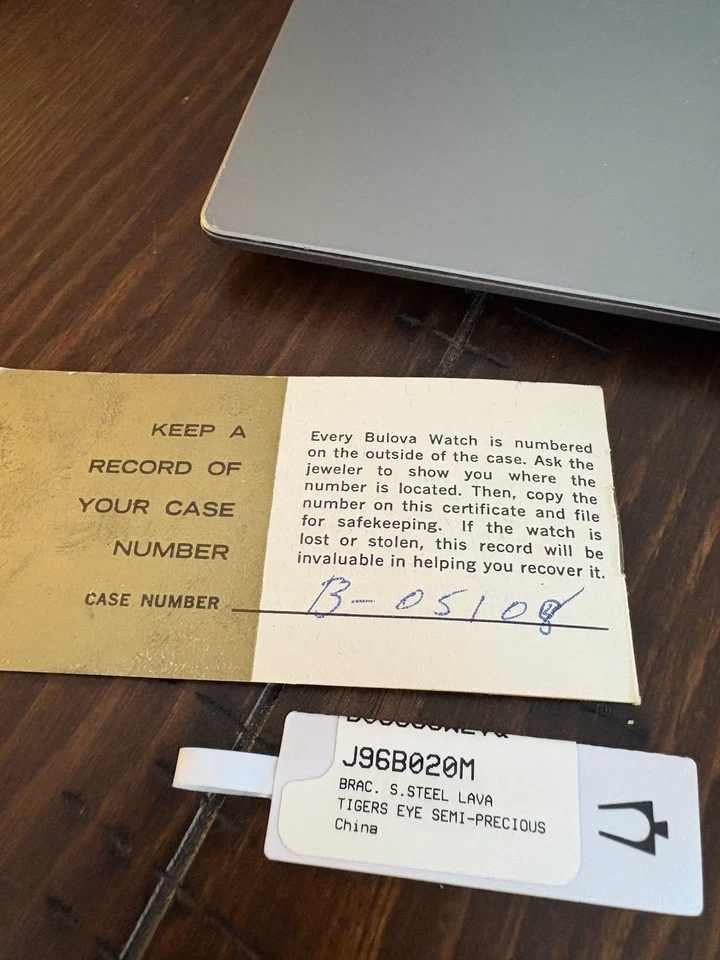 KEEP A
RECORD OF
YOUR CASE
NUMBER
CASE NUMBER
Every Bulova Watch is numbered
on the outside of the case. Ask the
jeweler to show you where the
number is located. Then, copy the
number on this certificate and file
for safekeeping. If the watch is
lost or stolen, this record will be
invaluable in helping you recover it.
B-05108
J96B020M
BRAC. S.STEEL LAVA
TIGERS EYE SEMI-PRECIOUS
China